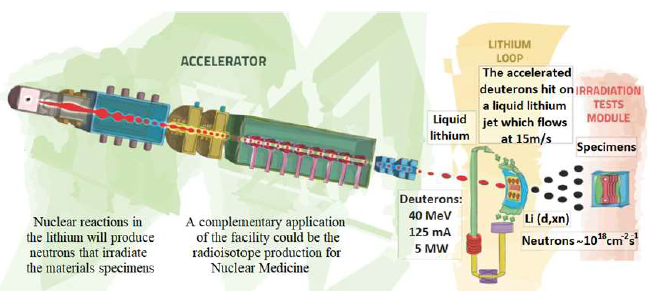 ACCELERATOR
LITHIUM
LOOP
The accelerated
deuterons hit on
a liquid lithium
jet which flows
at 15m/s
IRRADIATION
TESTS
MODULE
Liquid
lithium
Specimens
Deuterons:
40 MeV
125 mA
5 MW
Li (d,xn)
Neutrons ~10¹⁸cm⁻²s¹
Nuclear reactions in
the lithium will produce
neutrons that irradiate
the materials specimens
A complementary application
of the facility could be the
radioisotope production for
Nuclear Medicine